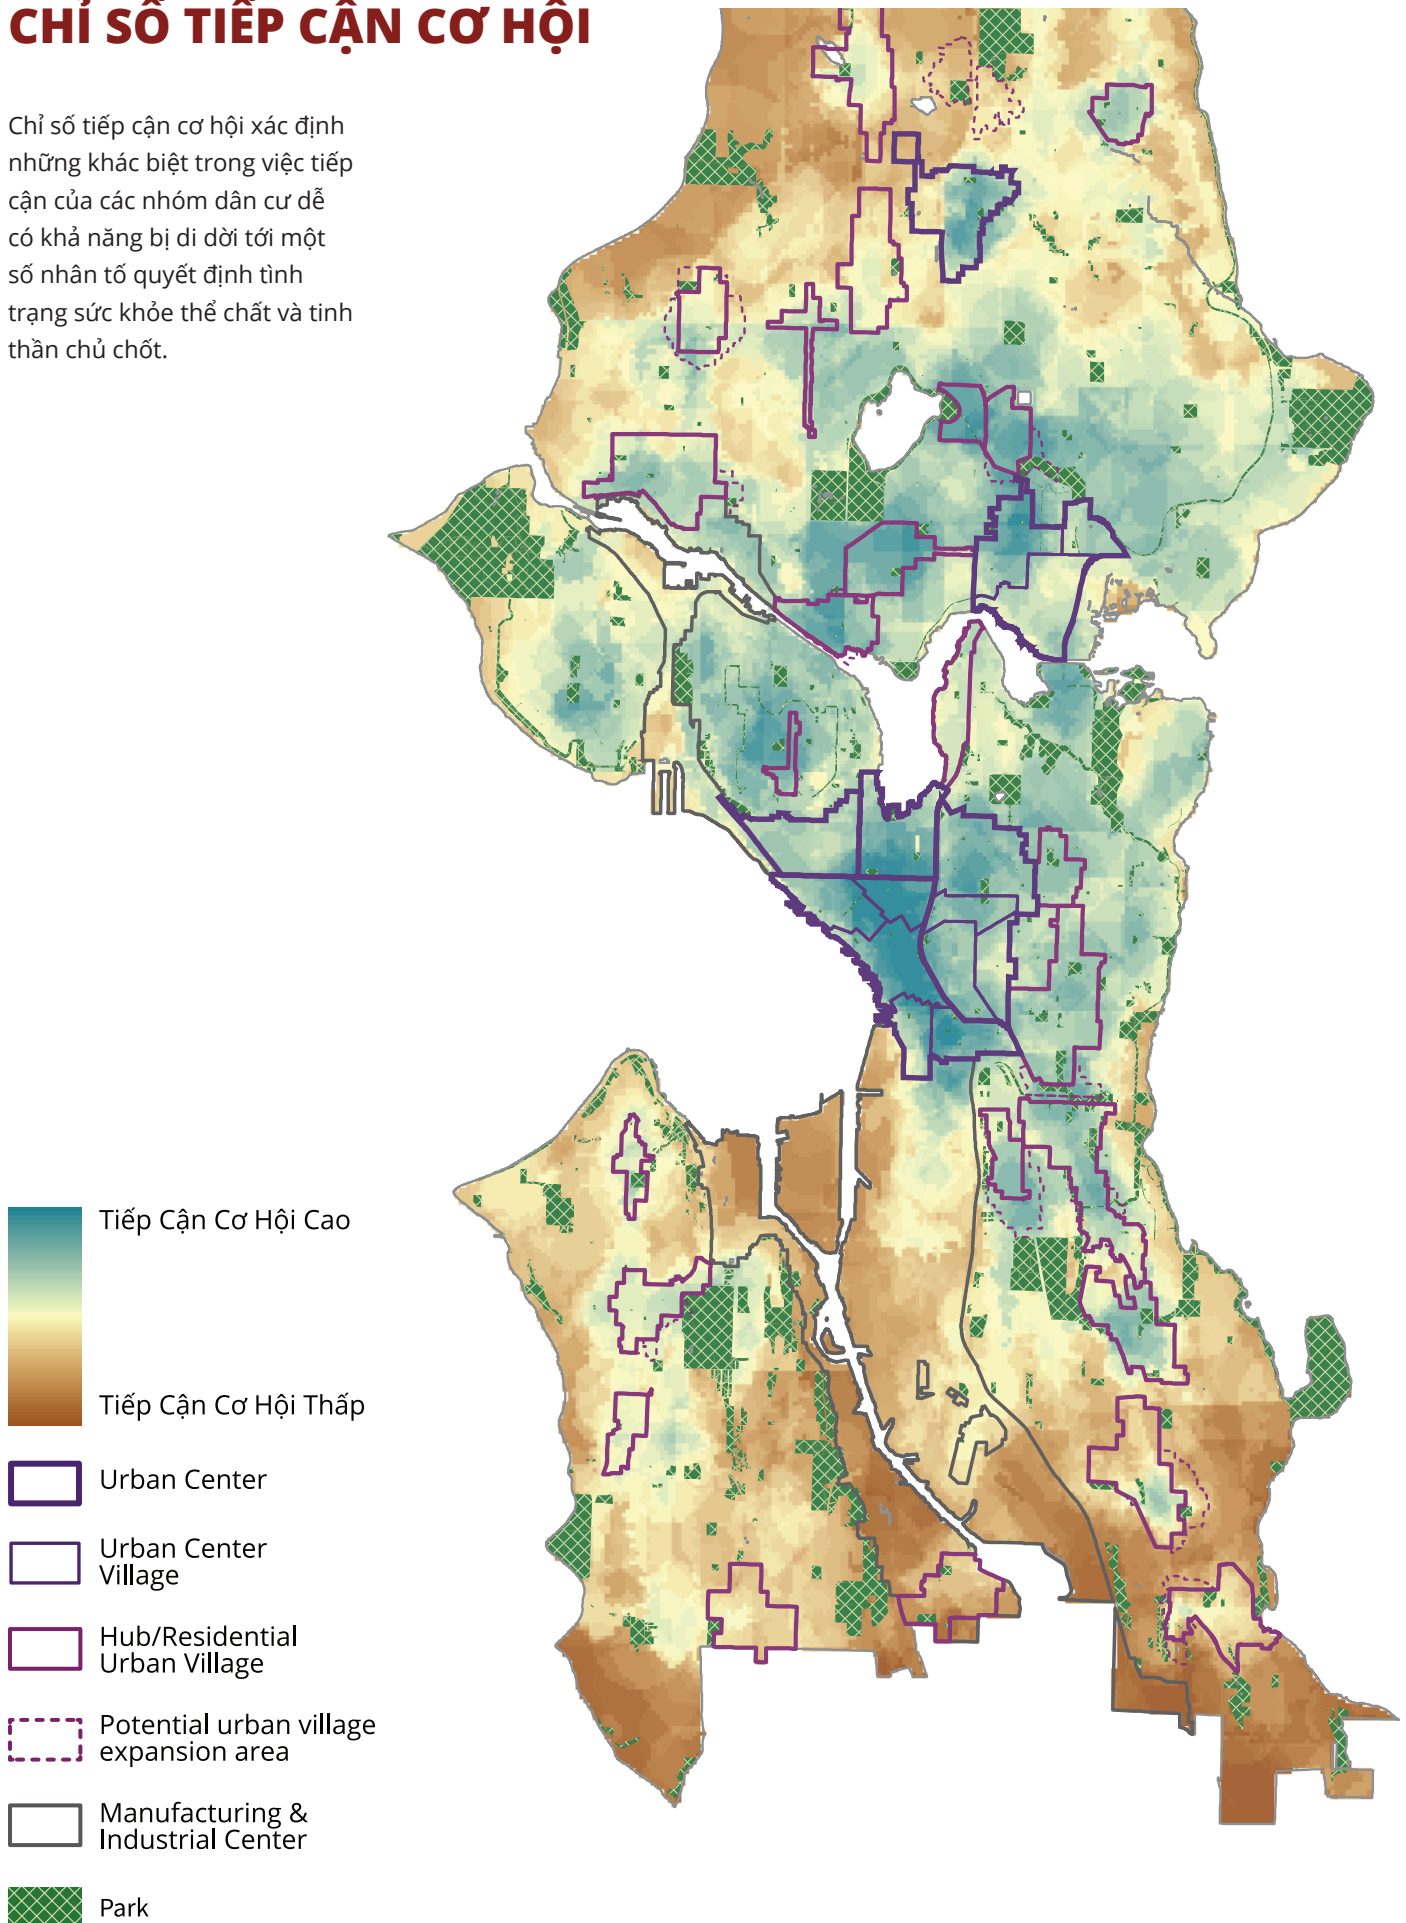 CHỈ SỐ TIẾP CẬN CƠ HỘI
Chỉ số tiếp cận cơ hội xác định
những khác biệt trong việc tiếp
cận của các nhóm dân cư dễ
có khả năng bị di dời tới một
số nhân tố quyết định tình
trạng sức khỏe thể chất và tinh
thần chủ chốt.
Tiếp Cận Cơ Hội Cao
Tiếp Cận Cơ Hội Thấp
Urban Center
Urban Center
Village
Hub/Residential
Urban Village
Potential urban village
expansion area
Manufacturing &
Industrial Center
Park